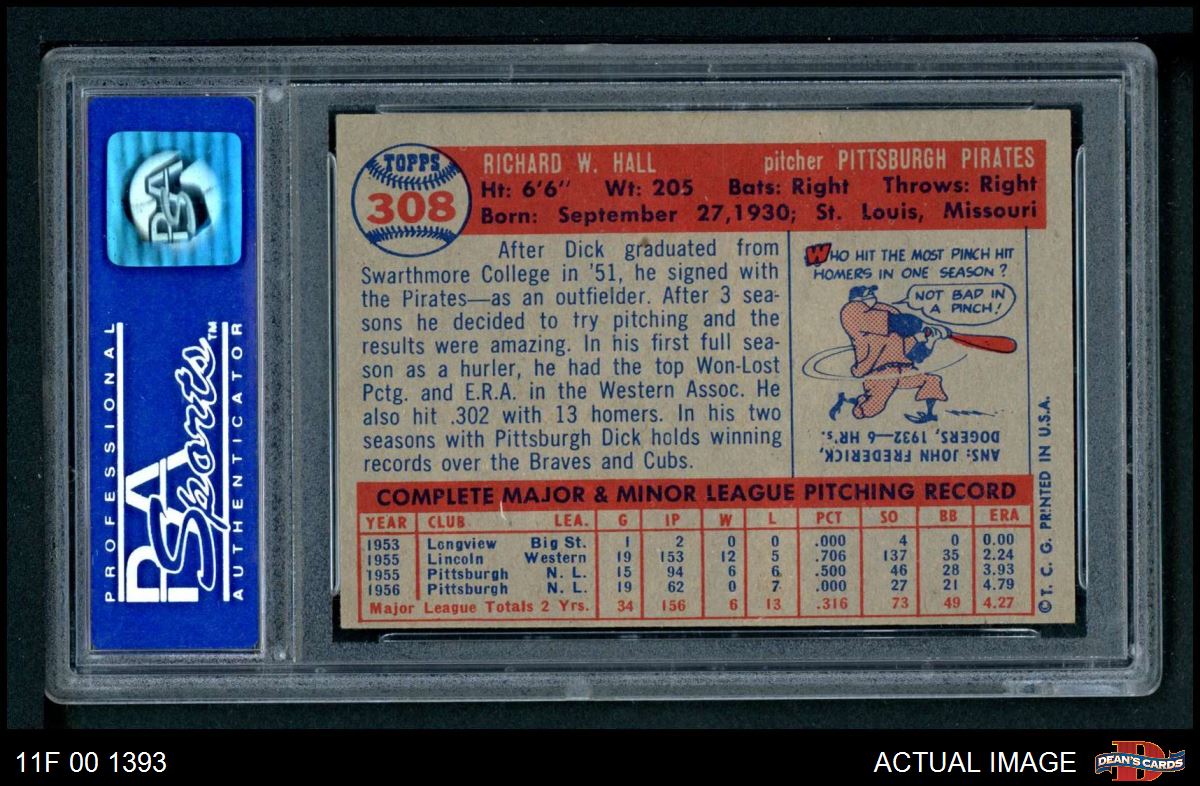 PSA
PROFESSIONAL
PSA
Sports™
AUTHENTICATOR
TOPPS
308
RICHARD W. HALL pitcher PITTSBURGH PIRATES
Ht: 6'6" Wt: 205 Bats: Right Throws: Right
Born: September 27,1930; St. Louis, Missouri
After Dick graduated from
Swarthmore College in '51, he signed with
the Pirates—as an outfielder. After 3 sea-
sons he decided to try pitching and the
results were amazing. In his first full sea-
son as a hurler, he had the top Won-Lost
Pctg. and E.R.A. in the Western Assoc. He
also hit .302 with 13 homers. In his two
seasons with Pittsburgh Dick holds winning
records over the Braves and Cubs.
WHO HIT THE MOST PINCH HIT
HOMERS IN ONE SEASON?
NOT BAD IN
A PINCH!
ANS: JOHN FREDERICK,
DOGERS, 1932—6 HR's.
COMPLETE MAJOR & MINOR LEAGUE PITCHING RECORD
YEAR CLUB LEA. G IP W L PCT SO BB ERA
1953 Longview Big St. 1 2 0 0 .000 4 0 0.00
1955 Lincoln Western 19 153 12 5 .706 137 35 2.24
1955 Pittsburgh N. L. 15 94 6 6 .500 46 28 3.93
1956 Pittsburgh N. L. 19 62 0 7 .000 27 21 4.79
Major League Totals 2 Yrs. 34 156 6 13 .316 73 49 4.27
©T. C. G. PRINTED IN U.S.A.
11F 00 1393
ACTUAL IMAGE
D
DEAN'S CARDS